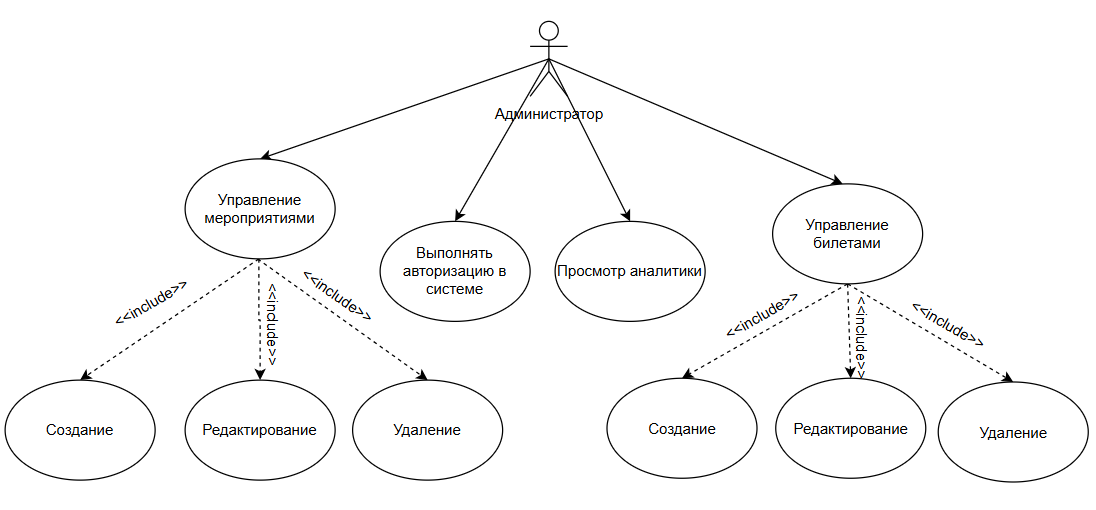 Администратор
Управление
мероприятиями
Выполнять
авторизацию в
системе
Просмотр аналитики
Управление
билетами
<<include>>
<<include>>
<<include>>
<<include>>
<<include>>
<<include>>
Создание
Редактирование
Удаление
Создание
Редактирование
Удаление